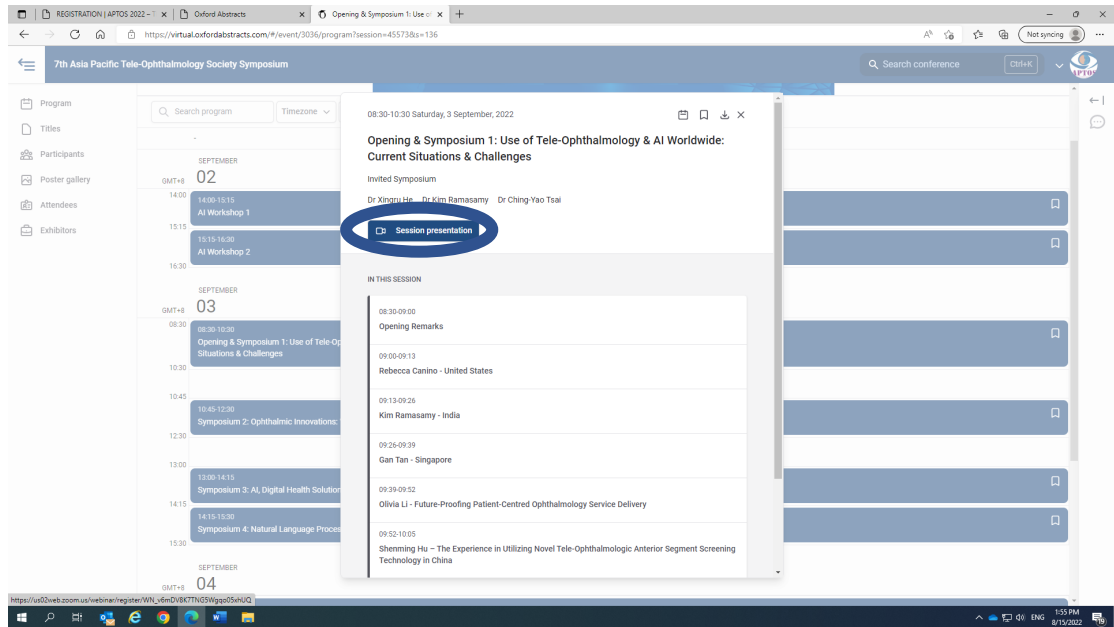 REGISTRATION | APTOS 2022 – T
Oxford Abstracts
Opening & Symposium 1: Use of
https://virtual.oxfordabstracts.com/#/event/3036/program?session=45573&s=136
Not syncing
7th Asia Pacific Tele-Ophthalmology Society Symposium
Search conference
Ctrl+K
APTOS
Program
Titles
Participants
Poster gallery
Attendees
Exhibitors
Search program
Timezone
-
SEPTEMBER
GMT+8
02
14:00
14:00-15:15
AI Workshop 1
15:15
15:15-16:30
AI Workshop 2
16:30
SEPTEMBER
GMT+8
03
08:30
08:30-10:30
Opening & Symposium 1: Use of Tele-Op
Situations & Challenges
10:30
10:45
10:45-12:30
Symposium 2: Ophthalmic Innovations:
12:30
13:00
13:00-14:15
Symposium 3: AI, Digital Health Solution
14:15
14:15-15:30
Symposium 4: Natural Language Proces
15:30
SEPTEMBER
GMT+8
04
08:30-10:30 Saturday, 3 September, 2022
Opening & Symposium 1: Use of Tele-Ophthalmology & AI Worldwide:
Current Situations & Challenges
Invited Symposium
Dr Xingru He Dr Kim Ramasamy Dr Ching-Yao Tsai
Session presentation
IN THIS SESSION
08:30-09:00
Opening Remarks
09:00-09:13
Rebecca Canino - United States
09:13-09:26
Kim Ramasamy - India
09:26-09:39
Gan Tan - Singapore
09:39-09:52
Olivia Li - Future-Proofing Patient-Centred Ophthalmology Service Delivery
09:52-10:05
Shenming Hu – The Experience in Utilizing Novel Tele-Ophthalmologic Anterior Segment Screening
Technology in China
ENG
1:55 PM
8/15/2022